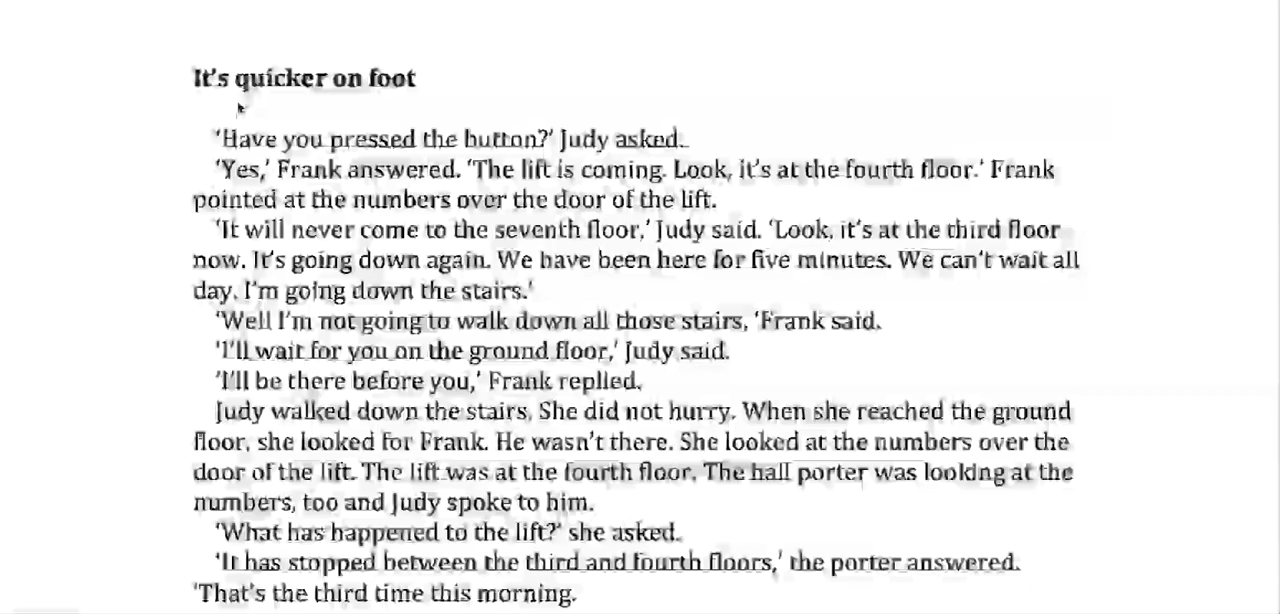 It's quicker on foot
'Have you pressed the button?' Judy asked.
'Yes,' Frank answered. 'The lift is coming. Look, it's at the fourth floor.' Frank
pointed at the numbers over the door of the lift.
'It will never come to the seventh floor,' Judy said. 'Look, it's at the third floor
now. It's going down again. We have been here for five minutes. We can't wait all
day. I'm going down the stairs.'
'Well I'm not going to walk down all those stairs, 'Frank said.
'I'll wait for you on the ground floor,' Judy said.
'I'll be there before you,' Frank replied.
Judy walked down the stairs. She did not hurry. When she reached the ground
floor, she looked for Frank. He wasn't there. She looked at the numbers over the
door of the lift. The lift was at the fourth floor. The hall porter was looking at the
numbers, too and Judy spoke to him.
'What has happened to the lift?' she asked.
'It has stopped between the third and fourth floors,' the porter answered.
'That's the third time this morning.